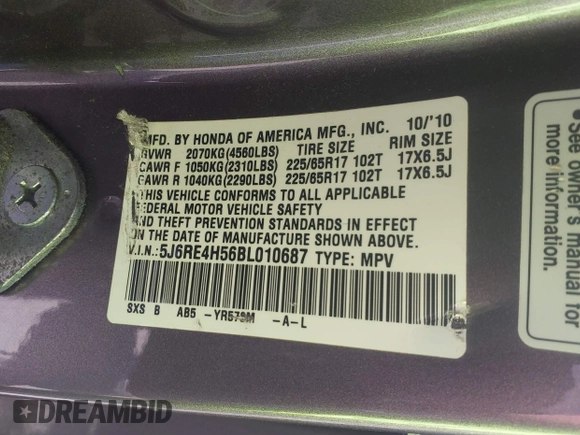 MFD. BY HONDA OF AMERICA MFG., INC. 10/'10
GVWR 2070KG(4560LBS) TIRE SIZE RIM SIZE
GAWR F 1050KG(2310LBS) 225/65R17 102T 17X6.5J
GAWR R 1040KG(2290LBS) 225/65R17 102T 17X6.5J
THIS VEHICLE CONFORMS TO ALL APPLICABLE
FEDERAL MOTOR VEHICLE SAFETY
AND THEFT PREVENTION STANDARDS IN EFFECT
ON THE DATE OF MANUFACTURE SHOWN ABOVE.
V.I.N.:5J6RE4H56BL010687 TYPE: MPV
SXS B AB5 -YR578M -A-L
See owner's manual
more information.
DREAMBID